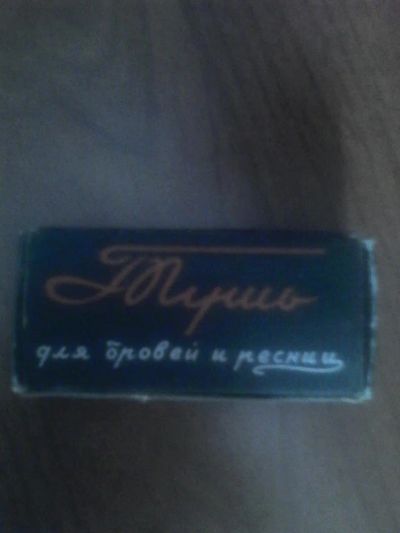 Тушь
для бровей и ресниц